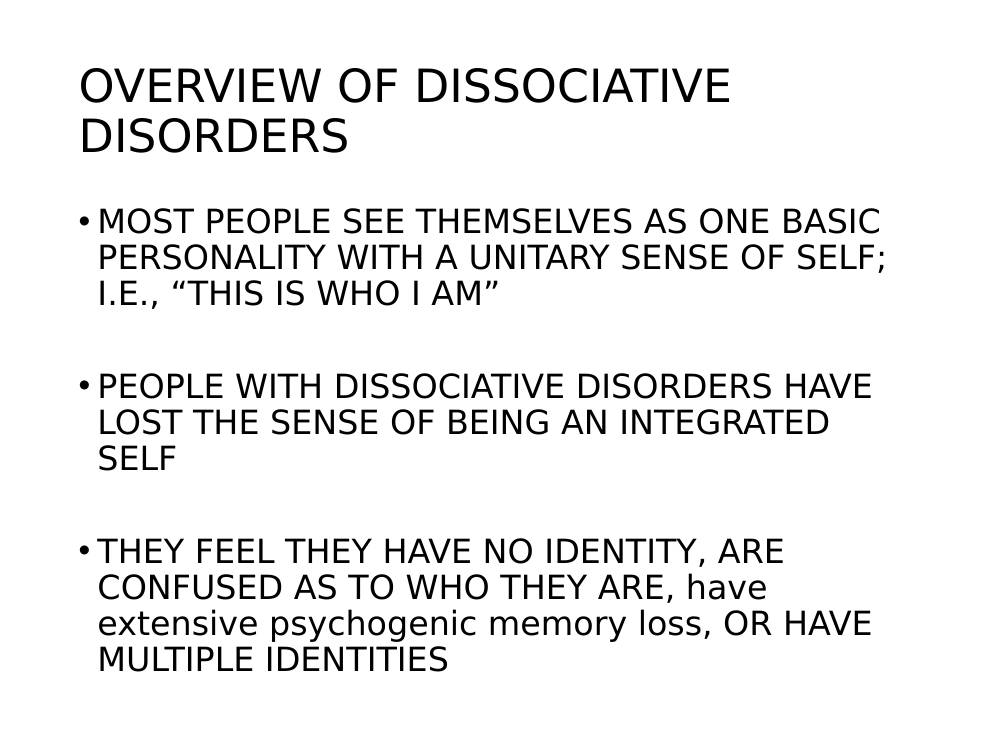 OVERVIEW OF DISSOCIATIVE
DISORDERS
• MOST PEOPLE SEE THEMSELVES AS ONE BASIC
PERSONALITY WITH A UNITARY SENSE OF SELF;
I.E., “THIS IS WHO I AM”
• PEOPLE WITH DISSOCIATIVE DISORDERS HAVE
LOST THE SENSE OF BEING AN INTEGRATED
SELF
• THEY FEEL THEY HAVE NO IDENTITY, ARE
CONFUSED AS TO WHO THEY ARE, have
extensive psychogenic memory loss, OR HAVE
MULTIPLE IDENTITIES